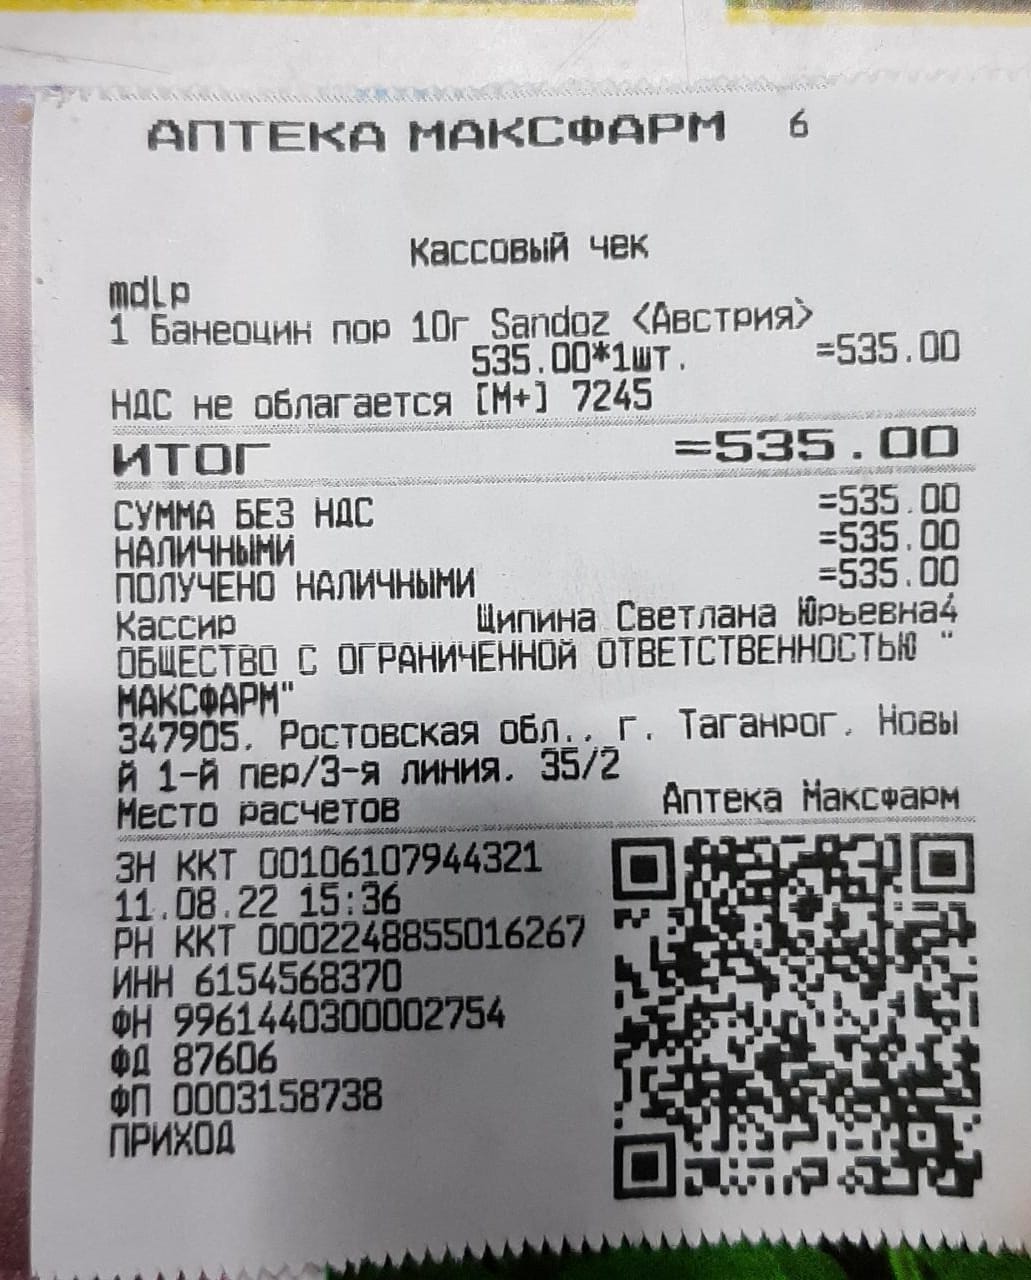 АПТЕКА МАКСФАРМ 6
Кассовый чек
mdlp
1 Банеоцин пор 10г Sandoz <Австрия>
535.00*1шт. =535.00
НДС не облагается [М+] 7245
ИТОГ =535.00
СУММА БЕЗ НДС =535.00
НАЛИЧНЫМИ =535.00
ПОЛУЧЕНО НАЛИЧНЫМИ =535.00
Кассир Щипина Светлана Юрьевна4
ОБЩЕСТВО С ОГРАНИЧЕННОЙ ОТВЕТСТВЕННОСТЬЮ "
МАКСФАРМ"
347905, Ростовская обл., г. Таганрог, Новы
й 1-й пер/3-я линия, 35/2
Место расчетов Аптека Максфарм
ЗН ККТ 00106107944321
11.08.22 15:36
РН ККТ 0002248855016267
ИНН 6154568370
ФН 9961440300002754
ФД 87606
ФП 0003158738
ПРИХОД